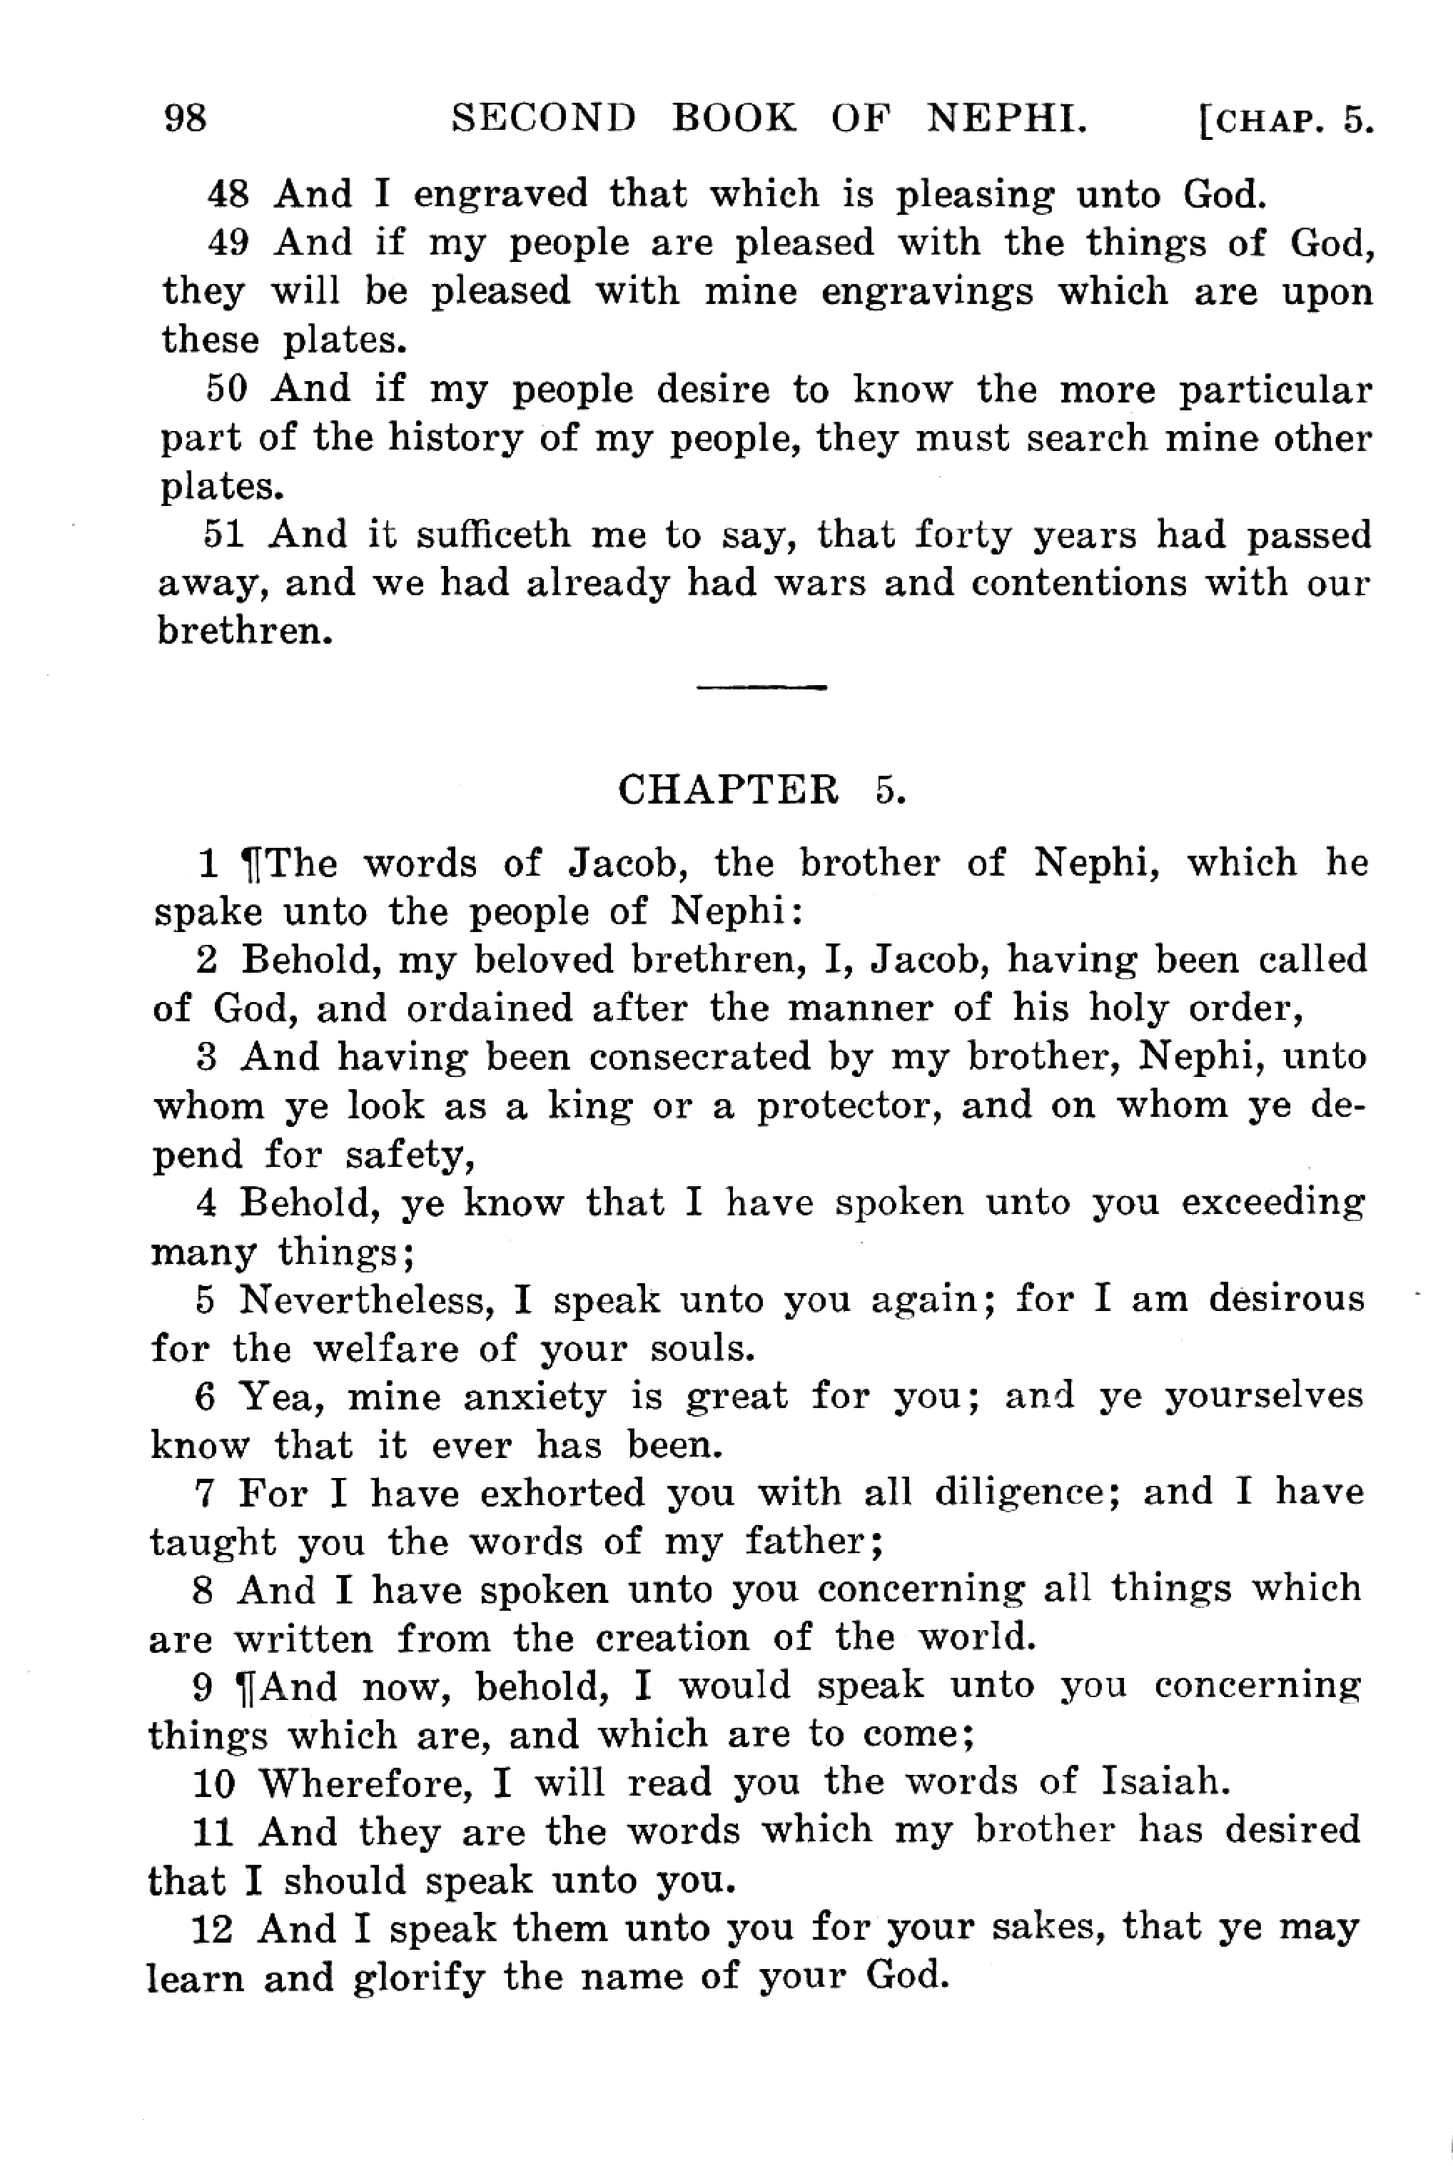 98 SECOND BOOK OF NEPHI. [CHAP. 5.
48 And I engraved that which is pleasing unto God.
49 And if my people are pleased with the things of God,
they will be pleased with mine engravings which are upon
these plates.
50 And if my people desire to know the more particular
part of the history of my people, they must search mine other
plates.
51 And it sufficeth me to say, that forty years had passed
away, and we had already had wars and contentions with our
brethren.
CHAPTER 5.
1 ¶The words of Jacob, the brother of Nephi, which he
spake unto the people of Nephi:
2 Behold, my beloved brethren, I, Jacob, having been called
of God, and ordained after the manner of his holy order,
3 And having been consecrated by my brother, Nephi, unto
whom ye look as a king or a protector, and on whom ye de-
pend for safety,
4 Behold, ye know that I have spoken unto you exceeding
many things;
5 Nevertheless, I speak unto you again; for I am desirous
for the welfare of your souls.
6 Yea, mine anxiety is great for you; and ye yourselves
know that it ever has been.
7 For I have exhorted you with all diligence; and I have
taught you the words of my father;
8 And I have spoken unto you concerning all things which
are written from the creation of the world.
9 ¶And now, behold, I would speak unto you concerning
things which are, and which are to come;
10 Wherefore, I will read you the words of Isaiah.
11 And they are the words which my brother has desired
that I should speak unto you.
12 And I speak them unto you for your sakes, that ye may
learn and glorify the name of your God.